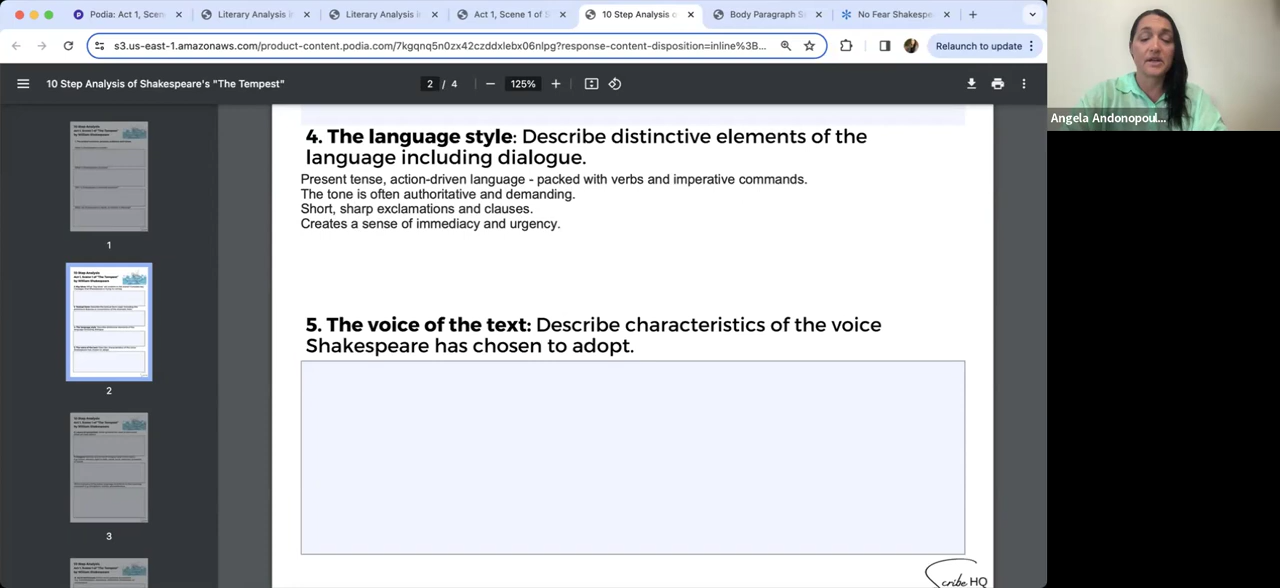 Podia: Act 1, Scen
Literary Analysis i
Literary Analysis i
Act 1, Scene 1 of S
10 Step Analysis o
Body Paragraph S
No Fear Shakespe
s3.us-east-1.amazonaws.com/product-content.podia.com/7kgqnq5n0zx42czddxlebx06nlpg?response-content-disposition=inline%3B...
Relaunch to update
10 Step Analysis of Shakespeare's "The Tempest"
2 / 4
125%
Angela Andonopoul...
4. The language style: Describe distinctive elements of the
language including dialogue.
Present tense, action-driven language - packed with verbs and imperative commands.
The tone is often authoritative and demanding.
Short, sharp exclamations and clauses.
Creates a sense of immediacy and urgency.
5. The voice of the text: Describe characteristics of the voice
Shakespeare has chosen to adopt.
1
2
3
cribe HQ